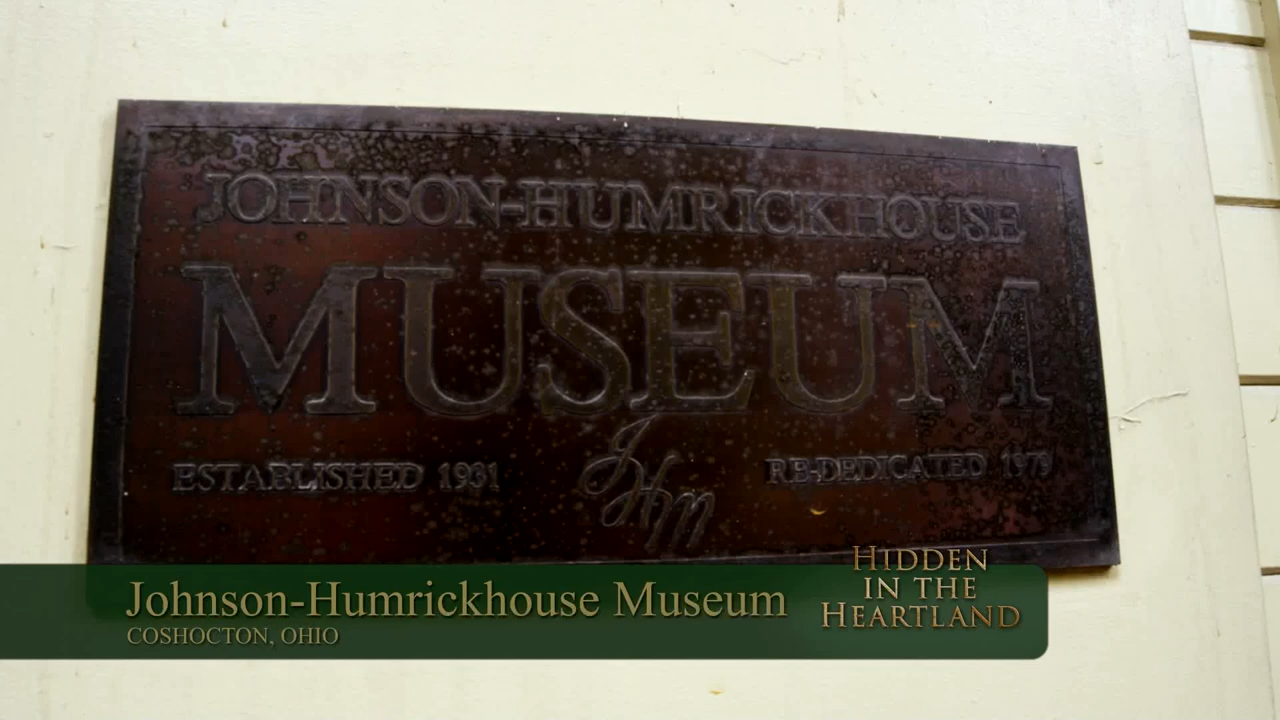 JOHNSON-HUMRICKHOUSE
MUSEUM
ESTABLISHED 1931
JHM
RE-DEDICATED 1979
Johnson-Humrickhouse Museum
COSHOCTON, OHIO
HIDDEN
IN THE
HEARTLAND